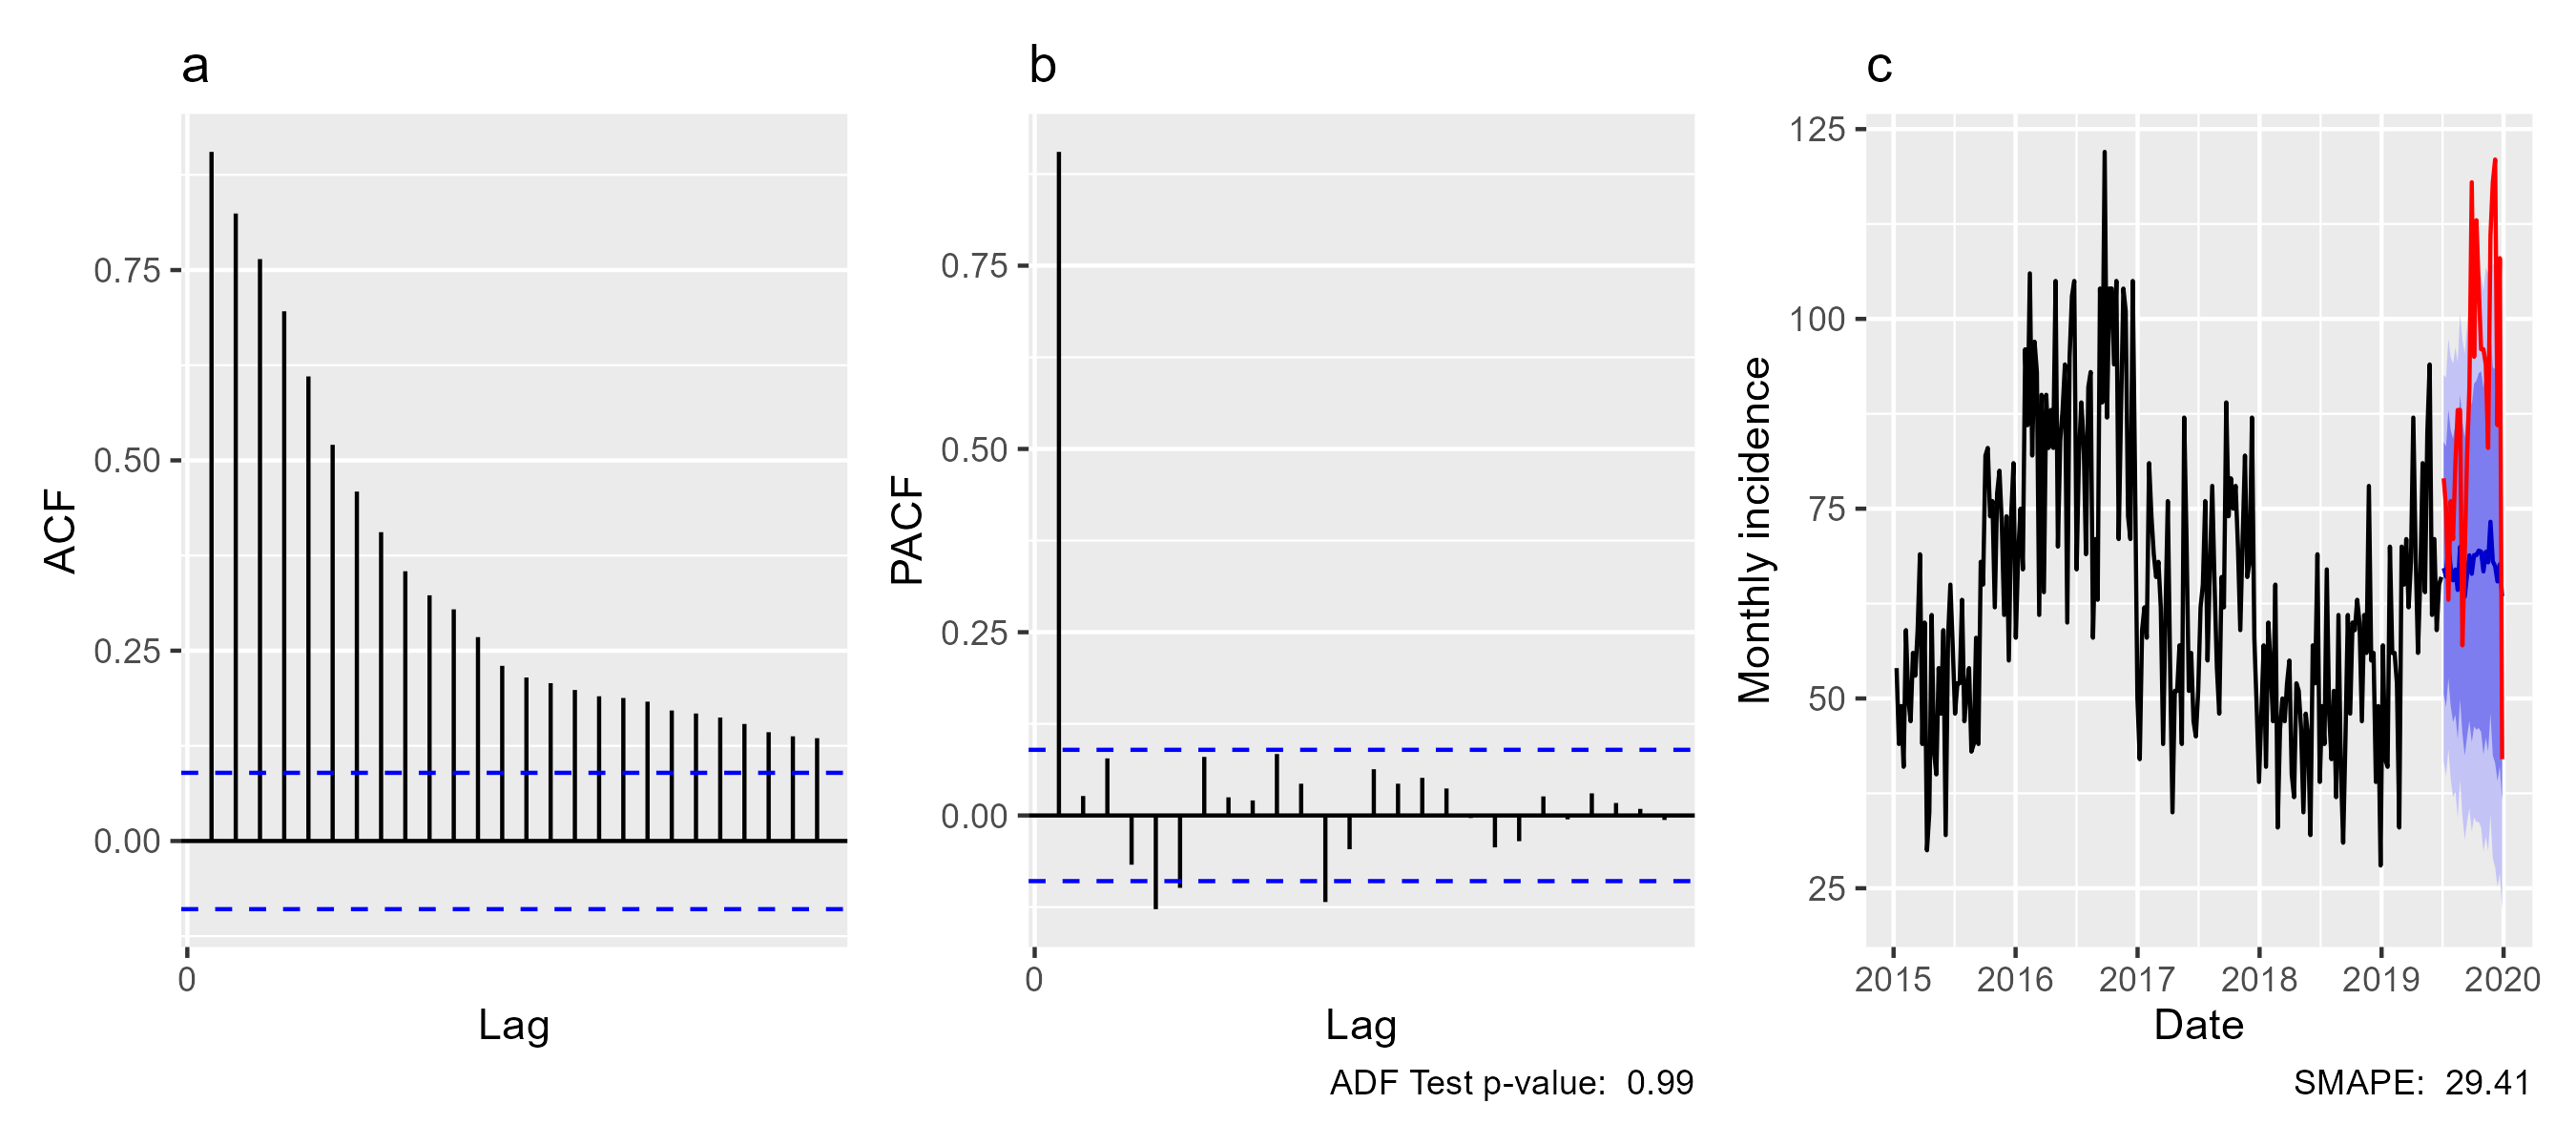 a
ACF
0.75
0.50
0.25
0.00
0
Lag
b
PACF
0.75
0.50
0.25
0.00
0
Lag
ADF Test p-value: 0.99
c
Monthly incidence
125
100
75
50
25
2015 2016 2017 2018 2019 2020
Date
SMAPE: 29.41